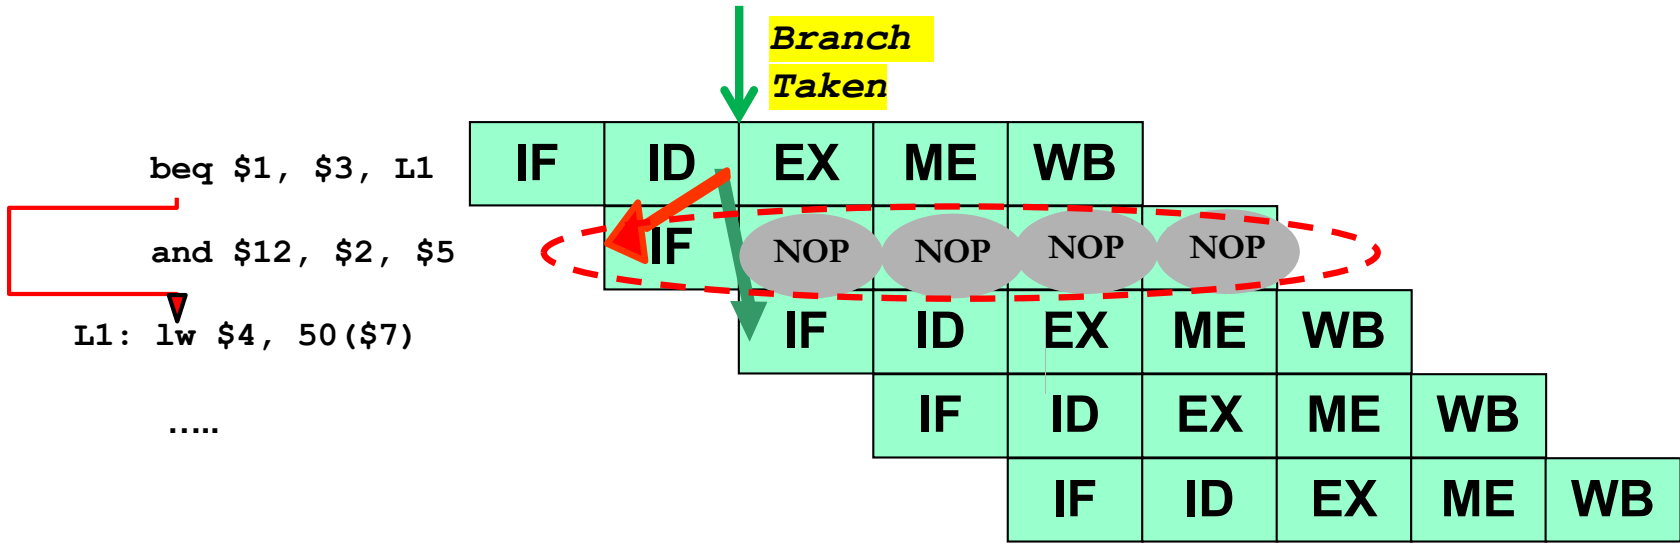 Branch
Taken
beq $1, $3, L1 IF ID EX ME WB
and $12, $2, $5 IF NOP NOP NOP NOP
L1: lw $4, 50($7) IF ID EX ME WB
….. IF ID EX ME WB
IF ID EX ME WB